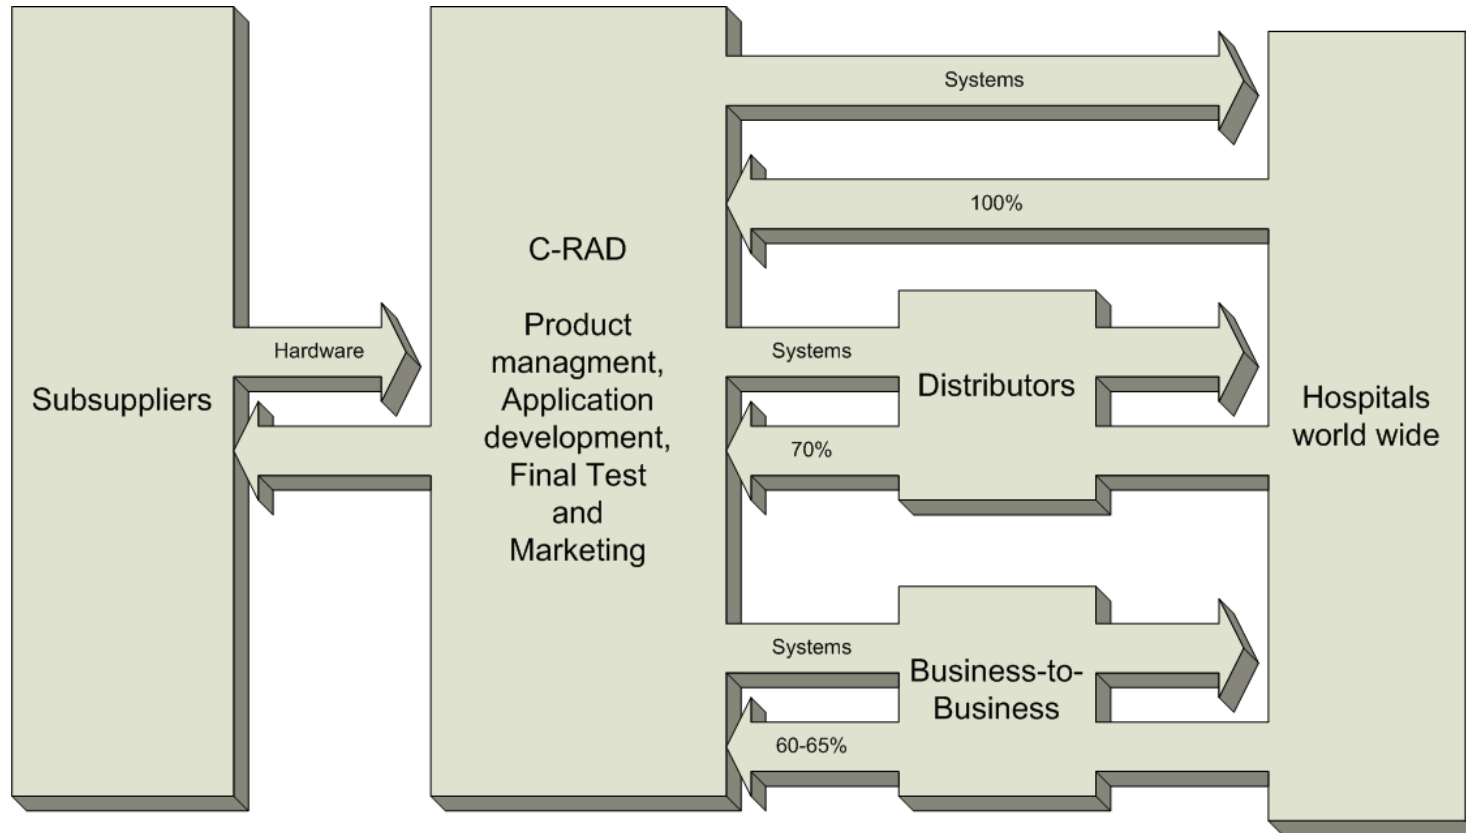 Subsuppliers
Hardware
C-RAD
Product
managment,
Application
development,
Final Test
and
Marketing
Systems
100%
Systems
Distributors
70%
Systems
Business-to-
Business
60-65%
Hospitals
world wide